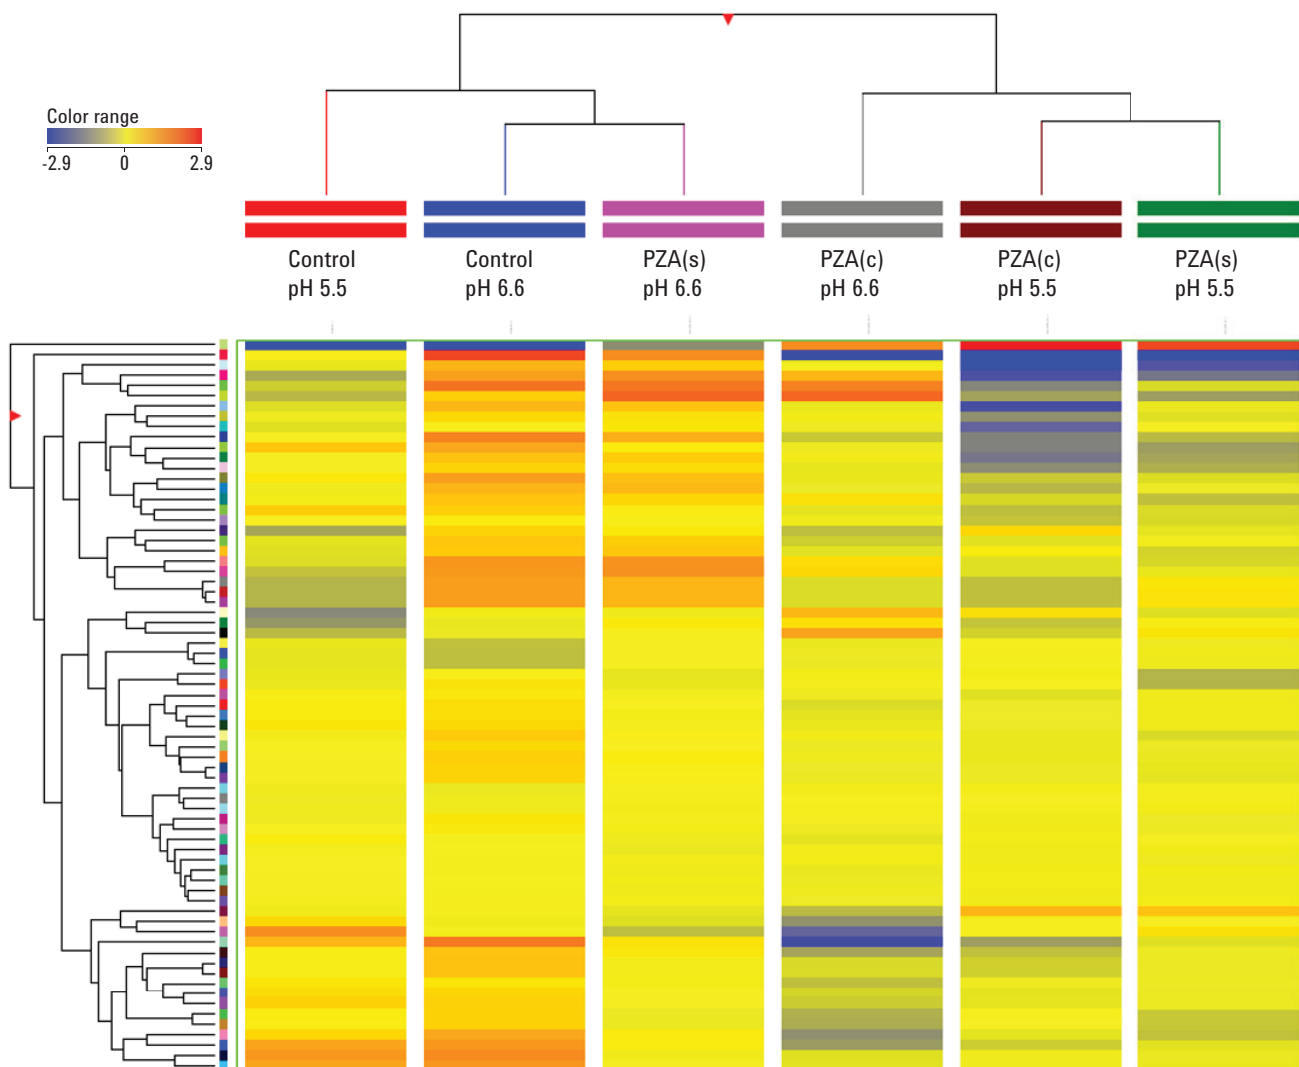 Color range
-2.9 0 2.9
Control Control PZA(s) PZA(c) PZA(c) PZA(s)
pH 5.5 pH 6.6 pH 6.6 pH 6.6 pH 5.5 pH 5.5